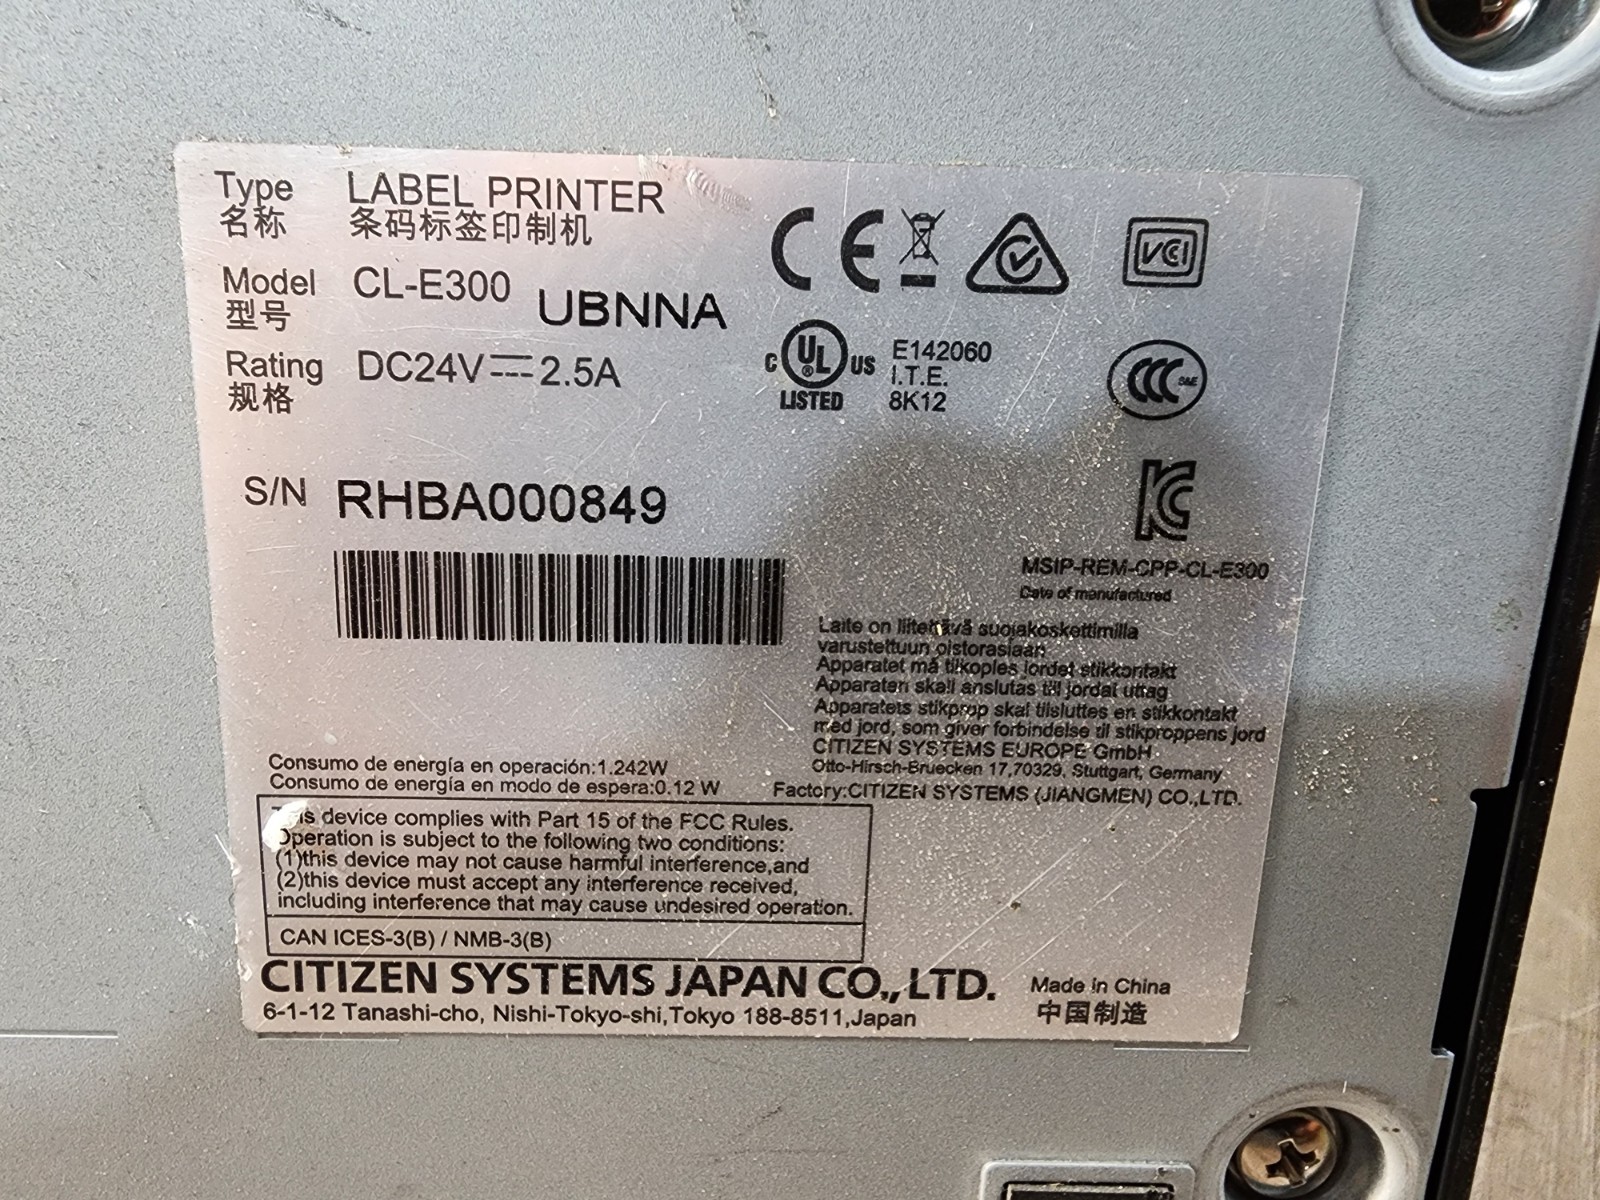 Type LABEL PRINTER
名称 条码标签印制机
Model CL-E300 UBNNA
型号
Rating DC24V 2.5A
规格
CE
VCI
C UL US
LISTED
E142060
I.T.E.
8K12
CCC S&E
S/N RHBA000849
KC
MSIP-REM-CPP-CL-E300
Date of manufactured
Laite on liitettävä suojakoskettimilla
varustettuun pistorasiaan
Apparatet må tilkoples jordet stikkontakt
Apparaten skall anslutas till jordat uttag
Apparatets stikprop skal tilsluttes en stikkontakt
med jord, som giver forbindelse til stikproppens jord
CITIZEN SYSTEMS EUROPE GmbH
Otto-Hirsch-Bruecken 17,70329, Stuttgart, Germany
Factory:CITIZEN SYSTEMS (JIANGMEN) CO.,LTD.
Consumo de energía en operación:1.242W
Consumo de energía en modo de espera:0.12 W
This device complies with Part 15 of the FCC Rules.
Operation is subject to the following two conditions:
(1)this device may not cause harmful interference,and
(2)this device must accept any interference received,
including interference that may cause undesired operation.
CAN ICES-3(B) / NMB-3(B)
CITIZEN SYSTEMS JAPAN CO.,LTD.
6-1-12 Tanashi-cho, Nishi-Tokyo-shi,Tokyo 188-8511,Japan
Made in China
中国制造